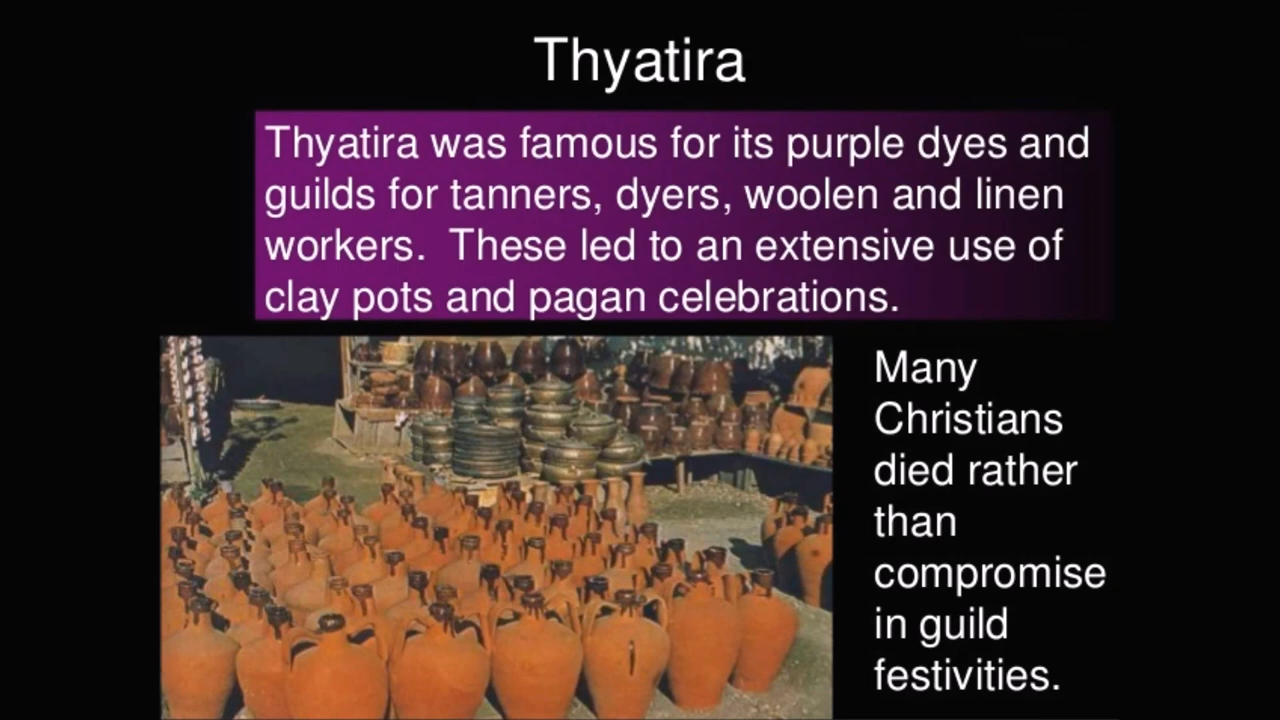 Thyatira
Thyatira was famous for its purple dyes and
guilds for tanners, dyers, woolen and linen
workers.  These led to an extensive use of
clay pots and pagan celebrations.
Many
Christians
died rather
than
compromise
in guild
festivities.